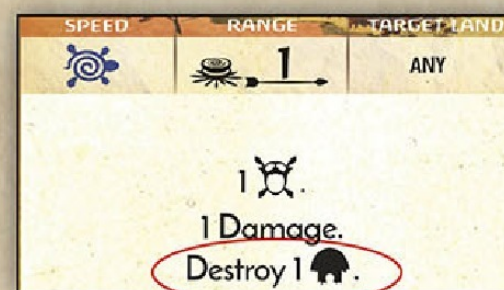 SPEED RANGE TARGET LAND
1 ANY
1 .
1 Damage.
Destroy 1 .